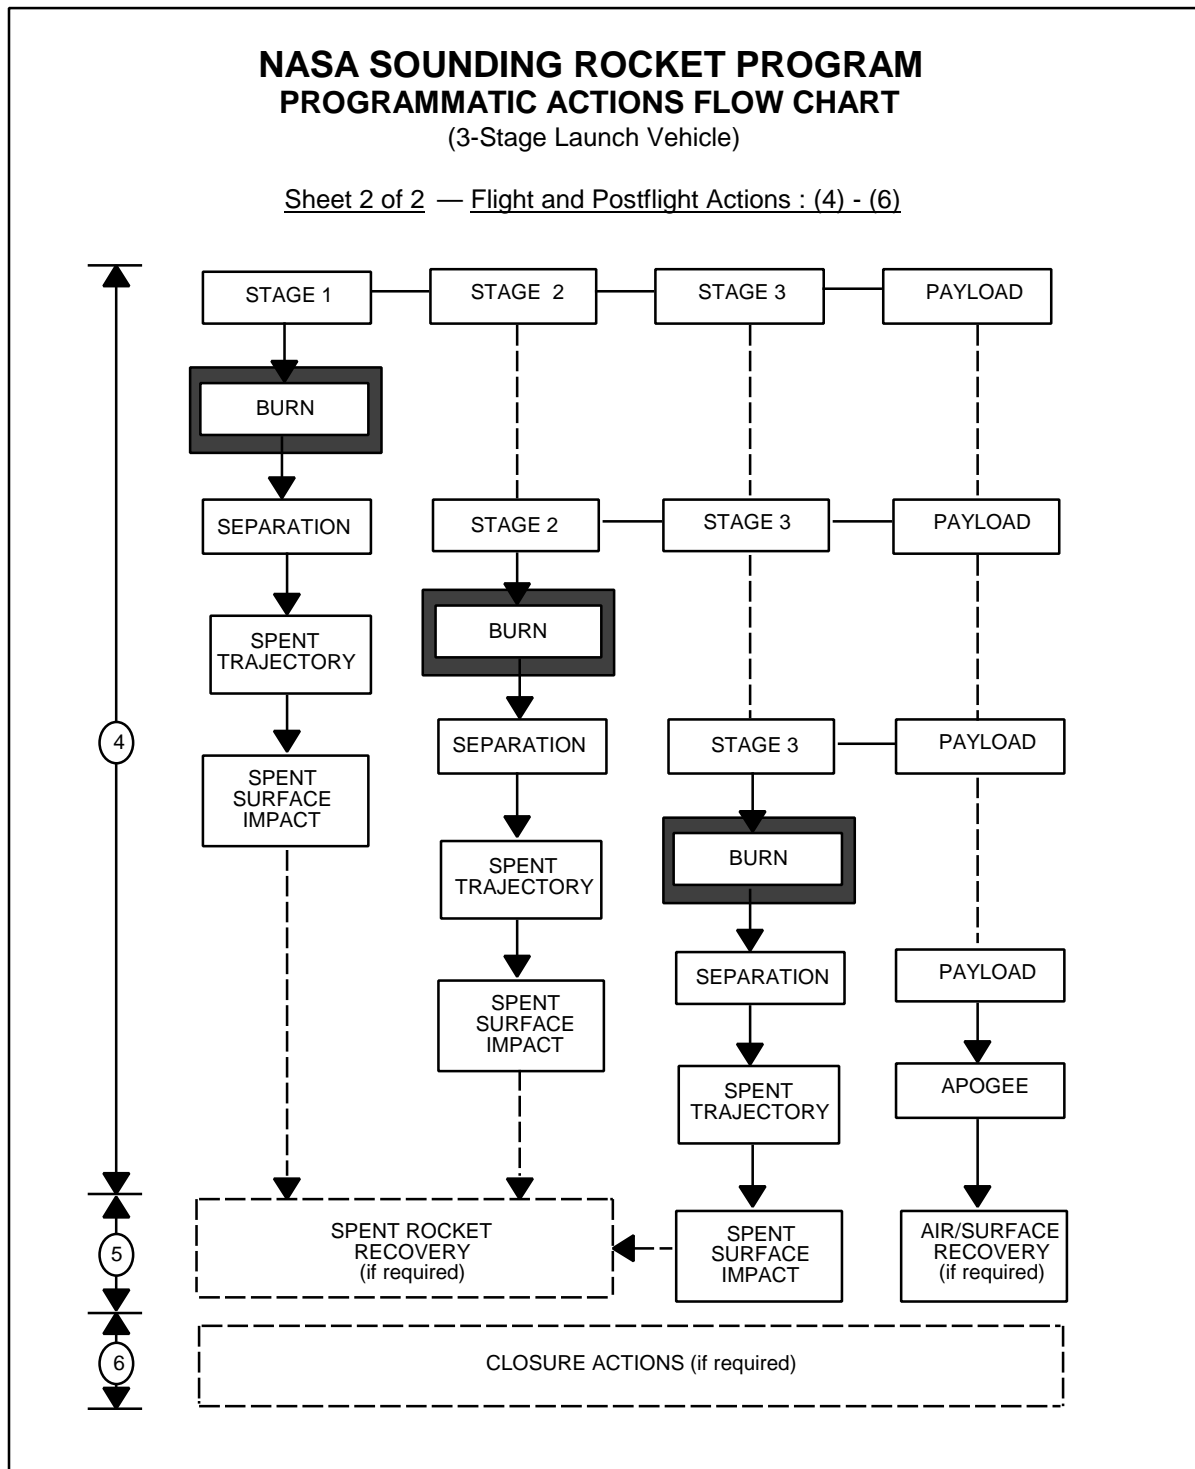 NASA SOUNDING ROCKET PROGRAM
PROGRAMMATIC ACTIONS FLOW CHART
(3-Stage Launch Vehicle)
Sheet 2 of 2 — Flight and Postflight Actions : (4) - (6)
STAGE 1
STAGE 2
STAGE 3
PAYLOAD
BURN
SEPARATION
STAGE 2
STAGE 3
PAYLOAD
BURN
SPENT
TRAJECTORY
4
SEPARATION
STAGE 3
PAYLOAD
SPENT
SURFACE
IMPACT
BURN
SPENT
TRAJECTORY
SEPARATION
PAYLOAD
SPENT
SURFACE
IMPACT
SPENT
TRAJECTORY
APOGEE
5
SPENT ROCKET
RECOVERY
(if required)
SPENT
SURFACE
IMPACT
AIR/SURFACE
RECOVERY
(if required)
6
CLOSURE ACTIONS (if required)